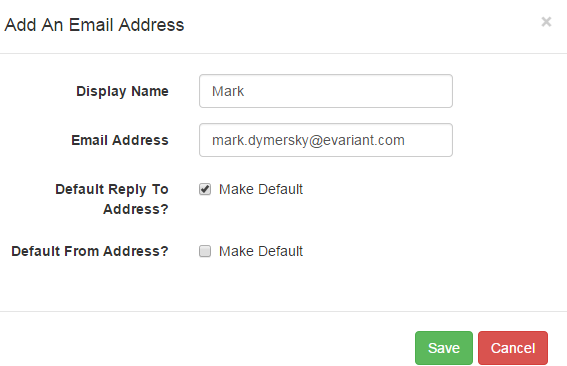 Add An Email Address ×
Display Name Mark
Email Address mark.dymersky@evariant.com
Default Reply To Address? Make Default
Default From Address? Make Default
Save Cancel